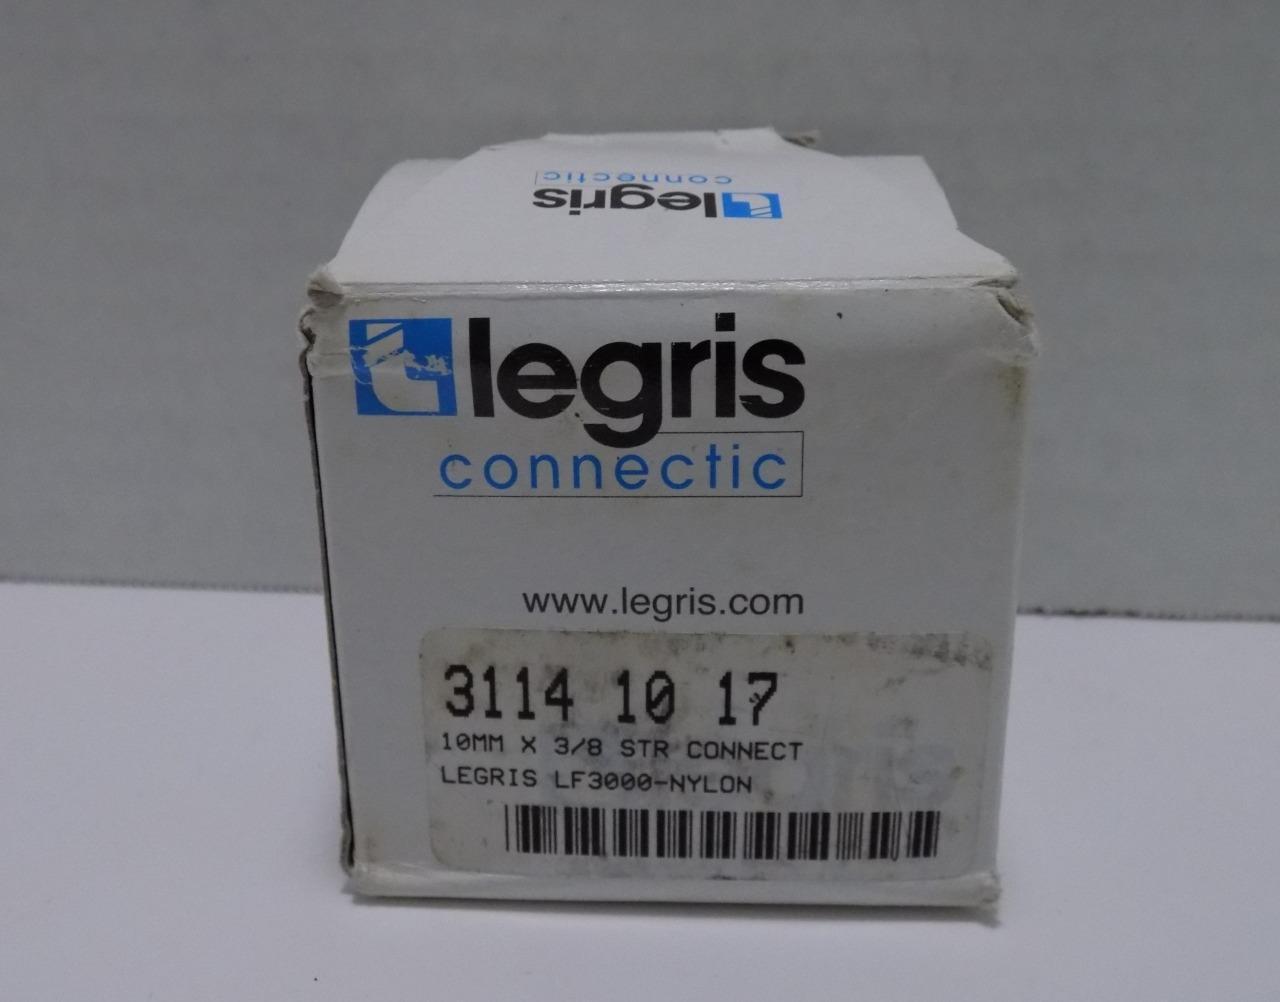 legris
connectic
legris
connectic
www.legris.com
3114 10 17
10MM X 3/8 STR CONNECT
LEGRIS LF3000-NYLON